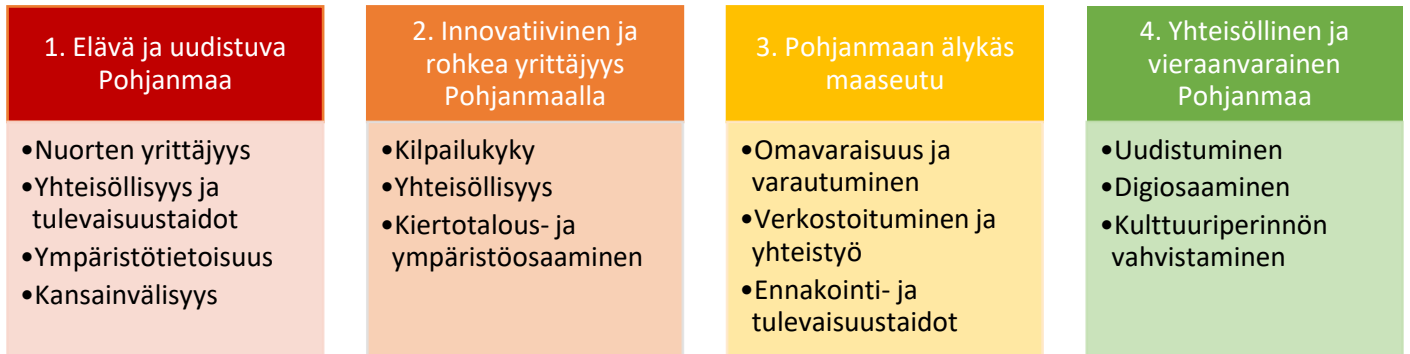 1. Elävä ja uudistuva
Pohjanmaa
•Nuorten yrittäjyys
•Yhteisöllisyys ja
tulevaisuustaidot
•Ympäristötietoisuus
•Kansainvälisyys
2. Innovatiivinen ja
rohkea yrittäjyys
Pohjanmaalla
•Kilpailukyky
•Yhteisöllisyys
•Kiertotalous- ja
ympäristöosaaminen
3. Pohjanmaan älykäs
maaseutu
•Omavaraisuus ja
varautuminen
•Verkostoituminen ja
yhteistyö
•Ennakointi- ja
tulevaisuustaidot
4. Yhteisöllinen ja
vieraanvarainen
Pohjanmaa
•Uudistuminen
•Digiosaaminen
•Kulttuuriperinnön
vahvistaminen